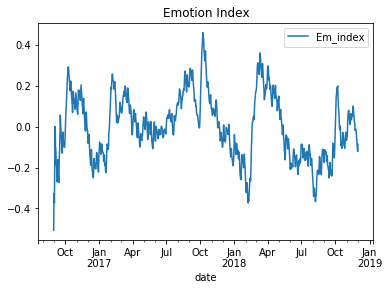 Emotion Index
Em_index
0.4
0.2
0.0
−0.2
−0.4
Oct Jan Apr Jul Oct Jan Apr Jul Oct Jan
2017 2018 2019
date